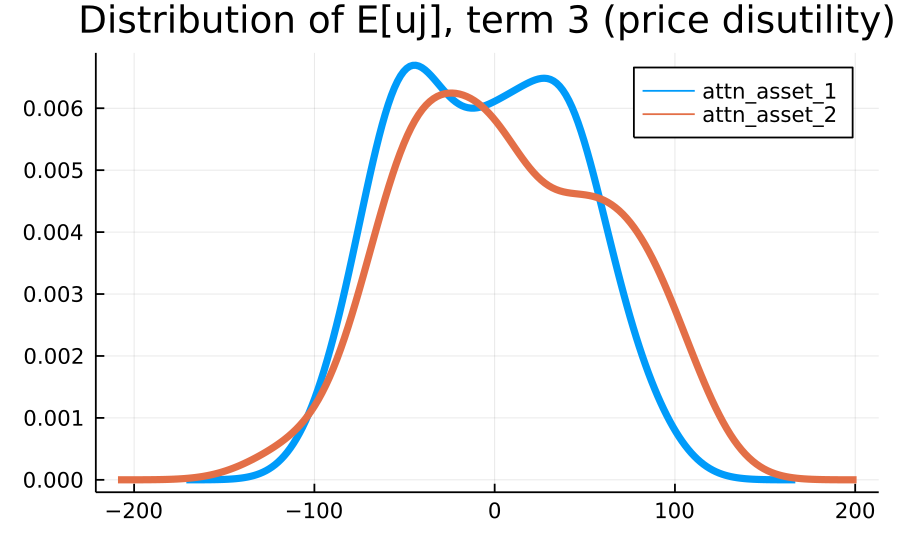 Distribution of E[uj], term 3 (price disutility)
attn_asset_1
attn_asset_2
0.006
0.005
0.004
0.003
0.002
0.001
0.000
−200 −100 0 100 200